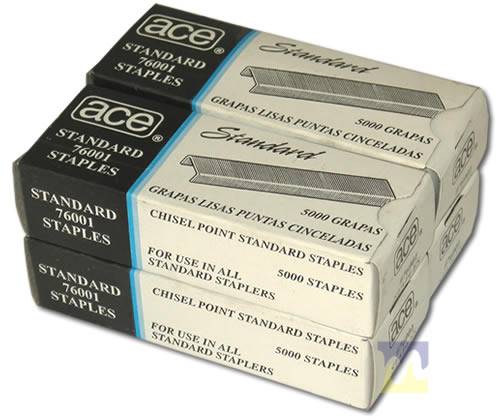 ace®
STANDARD
76001
STAPLES
Standard
5000 GRAPAS
GRAPAS LISAS PUNTAS CINCELADAS
ace®
STANDARD
76001
STAPLES
Standard
5000 GRAPAS
GRAPAS LISAS PUNTAS CINCELADAS
STANDARD
76001
STAPLES
CHISEL POINT STANDARD STAPLES
FOR USE IN ALL
STANDARD STAPLERS
5000 STAPLES
ace
STANDARD
76001
STAPLES
CHISEL POINT STANDARD STAPLES
FOR USE IN ALL
STANDARD STAPLERS
5000 STAPLES
ace